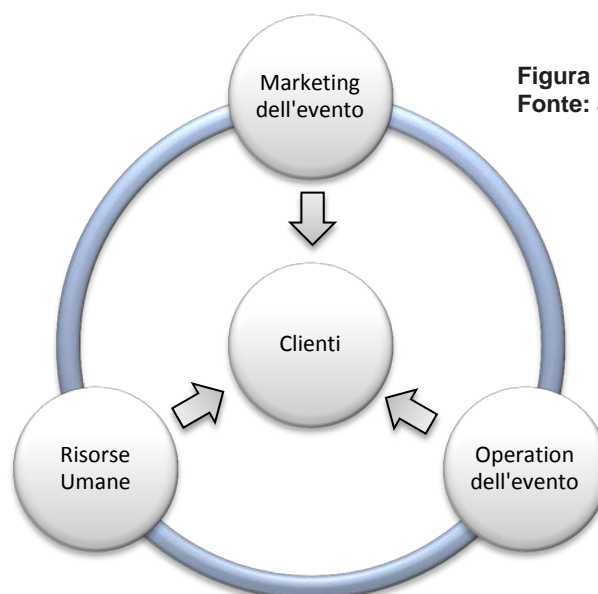 Marketing
dell'evento
Figura
Fonte:
Clienti
Risorse
Umane
Operation
dell'evento